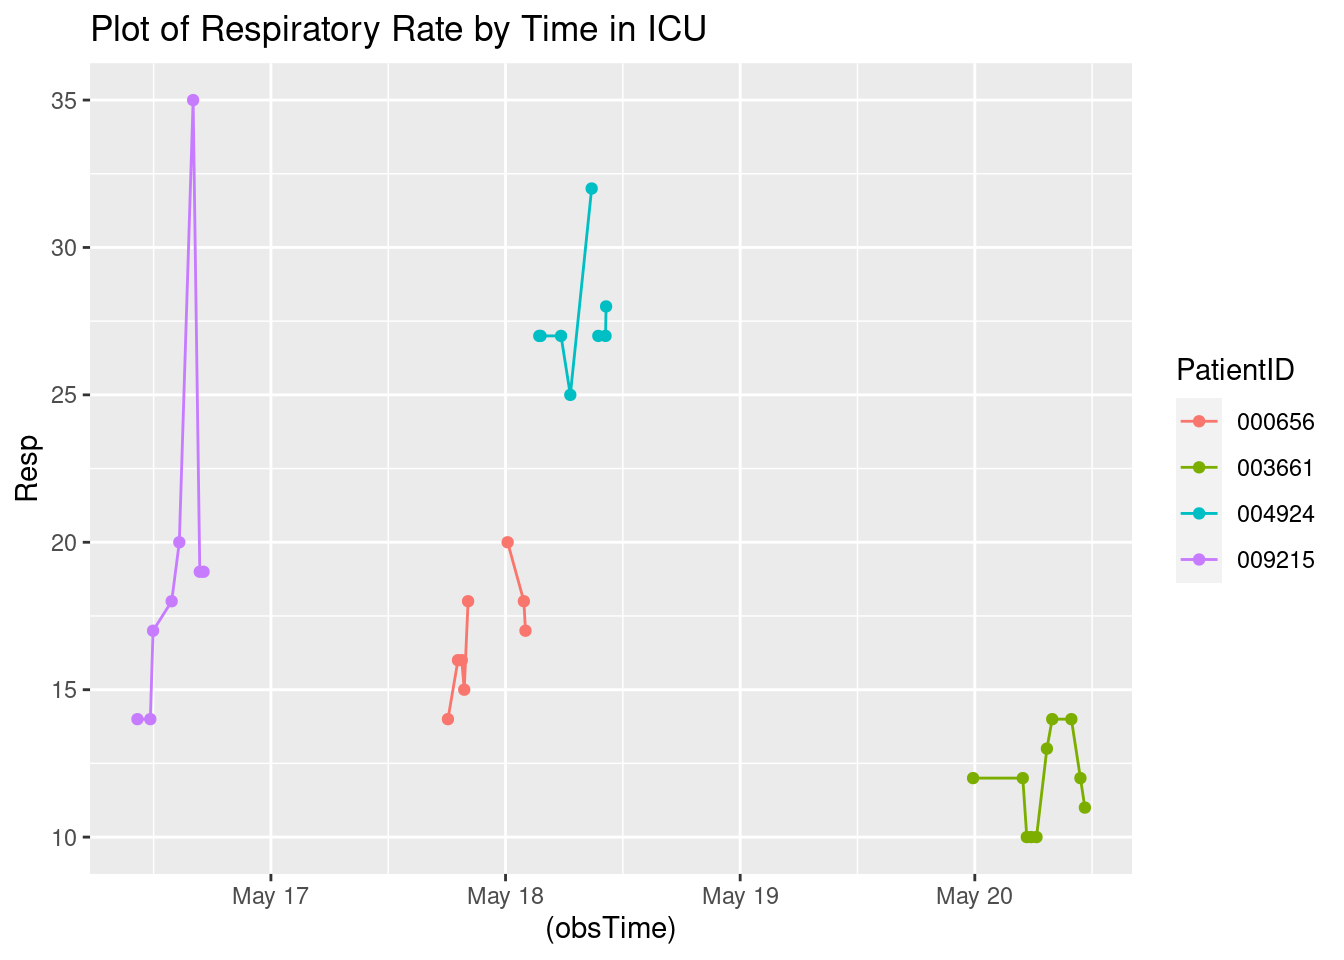 Plot of Respiratory Rate by Time in ICU
35
30
25
20
15
10
Resp
May 17
May 18
May 19
May 20
(obsTime)
PatientID
000656
003661
004924
009215